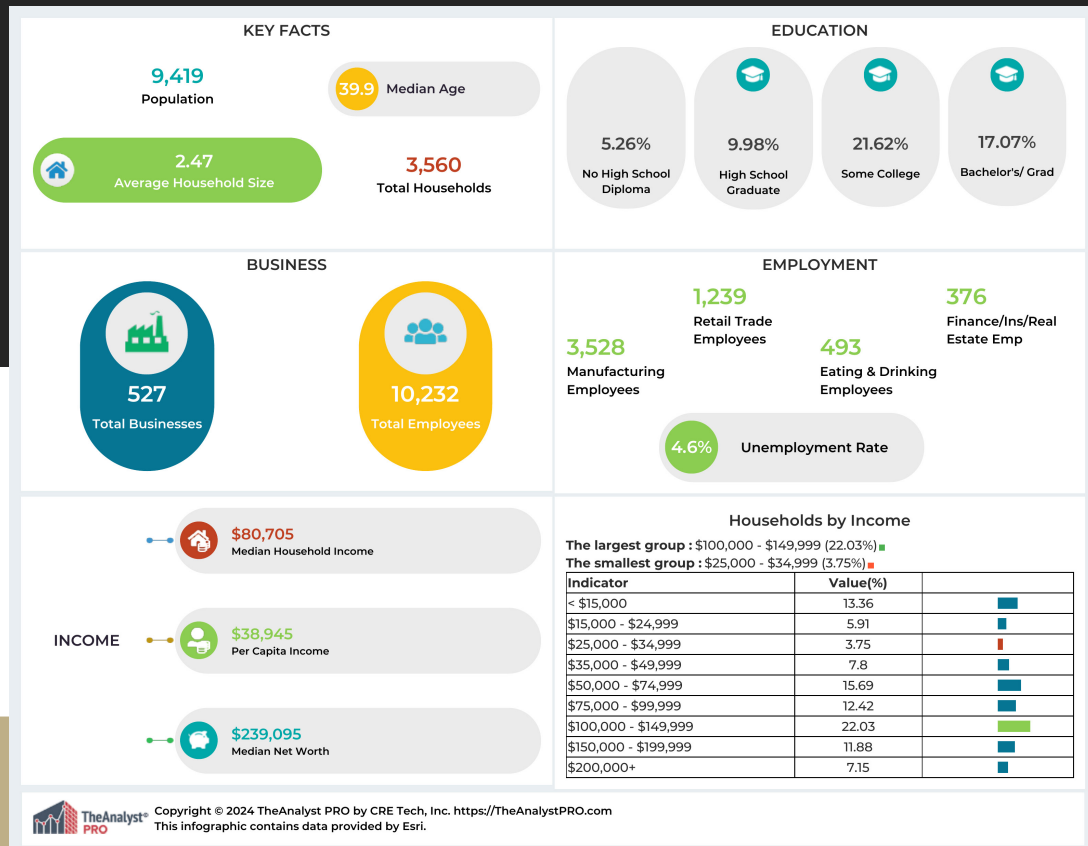 KEY FACTS
9,419
Population
39.9 Median Age
2.47
Average Household Size
3,560
Total Households
EDUCATION
5.26%
No High School
Diploma
9.98%
High School
Graduate
21.62%
Some College
17.07%
Bachelor's/ Grad
BUSINESS
527
Total Businesses
10,232
Total Employees
EMPLOYMENT
3,528
Manufacturing
Employees
1,239
Retail Trade
Employees
493
Eating & Drinking
Employees
376
Finance/Ins/Real
Estate Emp
4.6% Unemployment Rate
INCOME
$80,705
Median Household Income
$38,945
Per Capita Income
$239,095
Median Net Worth
Households by Income
The largest group : $100,000 - $149,999 (22.03%)
The smallest group : $25,000 - $34,999 (3.75%)
Indicator Value(%)
< $15,000 13.36
$15,000 - $24,999 5.91
$25,000 - $34,999 3.75
$35,000 - $49,999 7.8
$50,000 - $74,999 15.69
$75,000 - $99,999 12.42
$100,000 - $149,999 22.03
$150,000 - $199,999 11.88
$200,000+ 7.15
TheAnalyst®
PRO
Copyright © 2024 TheAnalyst PRO by CRE Tech, Inc. https://TheAnalystPRO.com
This infographic contains data provided by Esri.